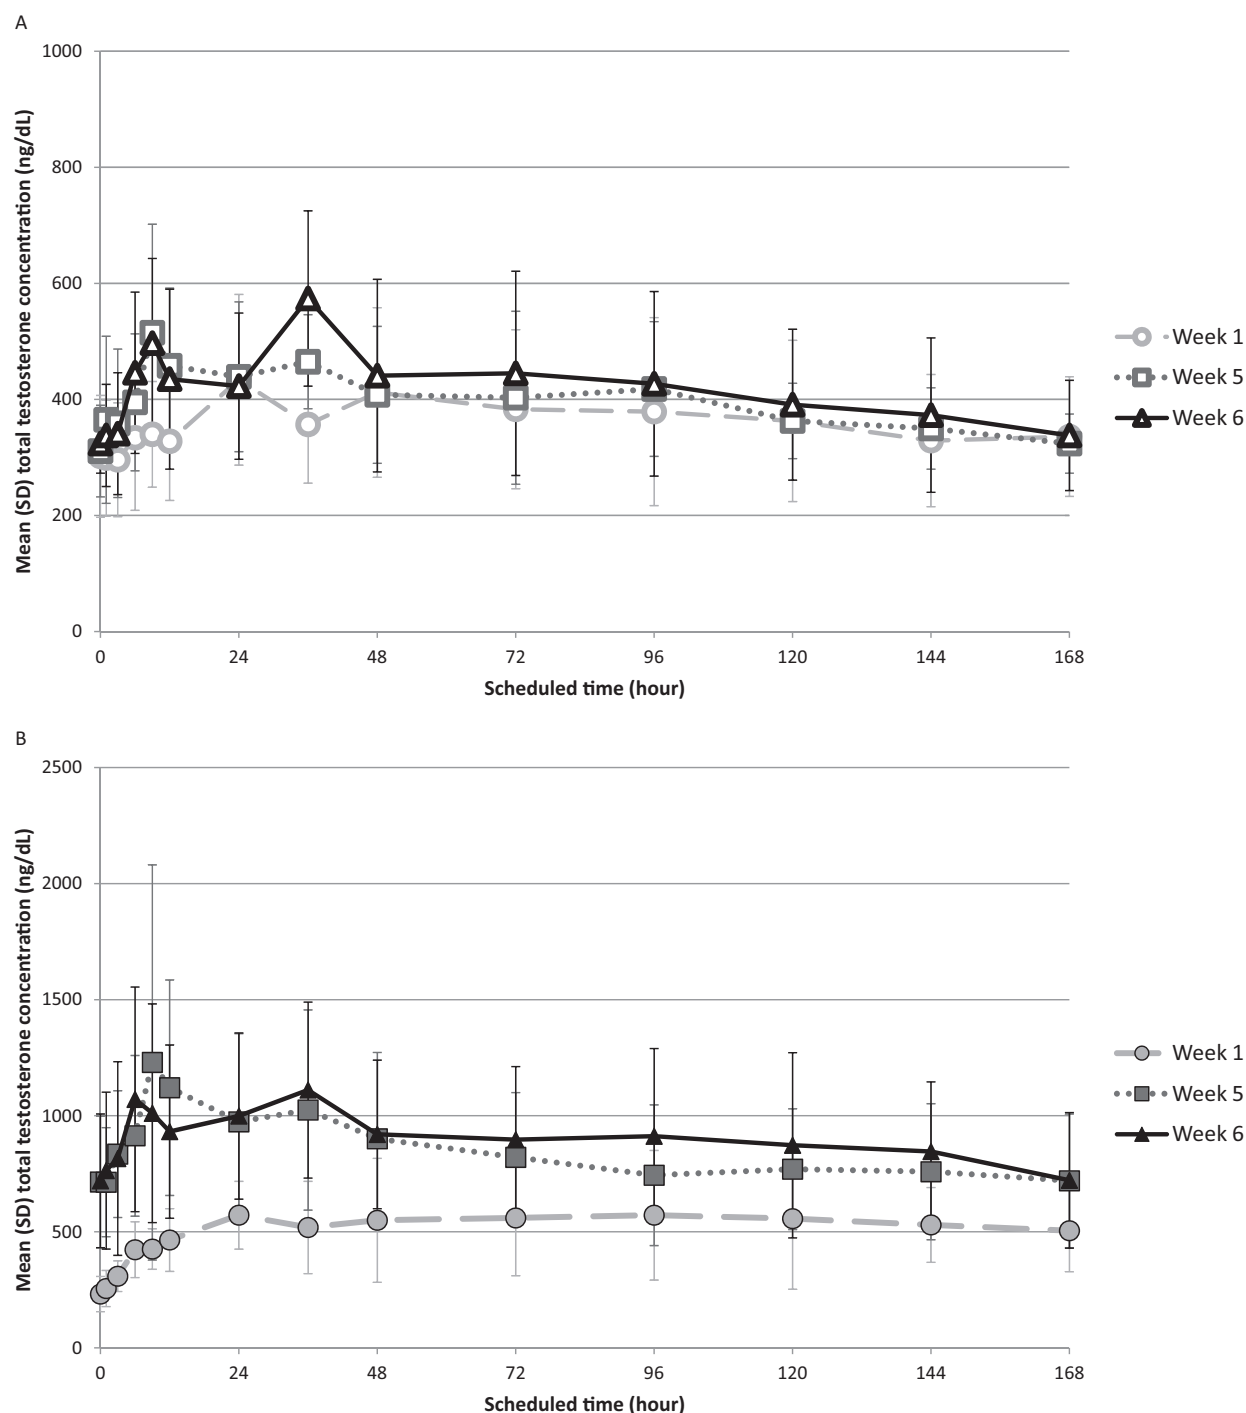 A
Mean (SD) total testosterone concentration (ng/dL)
1000
800
600
400
200
0
0 24 48 72 96 120 144 168
Scheduled time (hour)
Week 1
Week 5
Week 6
B
Mean (SD) total testosterone concentration (ng/dL)
2500
2000
1500
1000
500
0
0 24 48 72 96 120 144 168
Scheduled time (hour)
Week 1
Week 5
Week 6